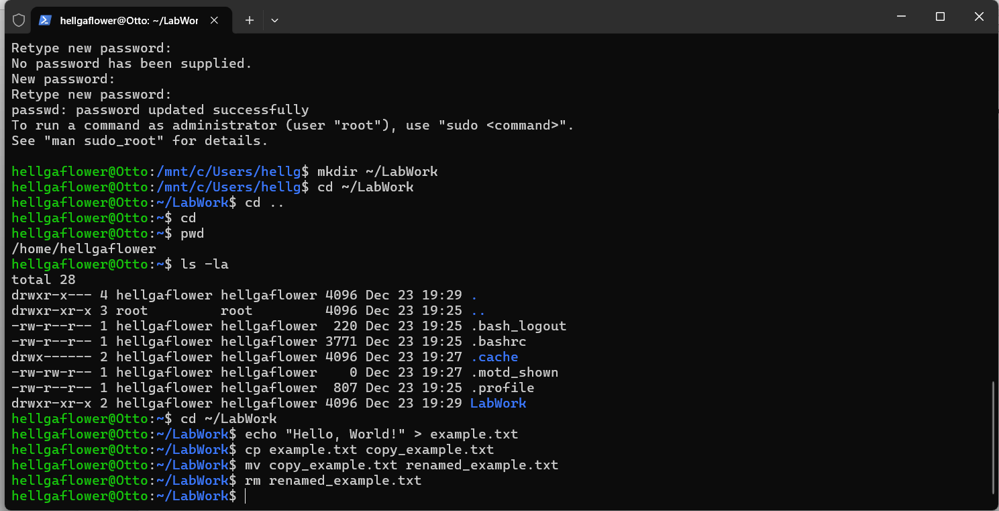 hellgaflower@Otto: ~/LabWor
Retype new password:
No password has been supplied.
New password:
Retype new password:
passwd: password updated successfully
To run a command as administrator (user "root"), use "sudo <command>".
See "man sudo_root" for details.
hellgaflower@Otto:/mnt/c/Users/hellg$ mkdir ~/LabWork
hellgaflower@Otto:/mnt/c/Users/hellg$ cd ~/LabWork
hellgaflower@Otto:~/LabWork$ cd ..
hellgaflower@Otto:~$ cd
hellgaflower@Otto:~$ pwd
/home/hellgaflower
hellgaflower@Otto:~$ ls -la
total 28
drwxr-x--- 4 hellgaflower hellgaflower 4096 Dec 23 19:29 .
drwxr-xr-x 3 root         root         4096 Dec 23 19:25 ..
-rw-r--r-- 1 hellgaflower hellgaflower  220 Dec 23 19:25 .bash_logout
-rw-r--r-- 1 hellgaflower hellgaflower 3771 Dec 23 19:25 .bashrc
drwx------ 2 hellgaflower hellgaflower 4096 Dec 23 19:27 .cache
-rw-rw-r-- 1 hellgaflower hellgaflower    0 Dec 23 19:27 .motd_shown
-rw-r--r-- 1 hellgaflower hellgaflower  807 Dec 23 19:25 .profile
drwxr-xr-x 2 hellgaflower hellgaflower 4096 Dec 23 19:29 LabWork
hellgaflower@Otto:~$ cd ~/LabWork
hellgaflower@Otto:~/LabWork$ echo "Hello, World!" > example.txt
hellgaflower@Otto:~/LabWork$ cp example.txt copy_example.txt
hellgaflower@Otto:~/LabWork$ mv copy_example.txt renamed_example.txt
hellgaflower@Otto:~/LabWork$ rm renamed_example.txt
hellgaflower@Otto:~/LabWork$